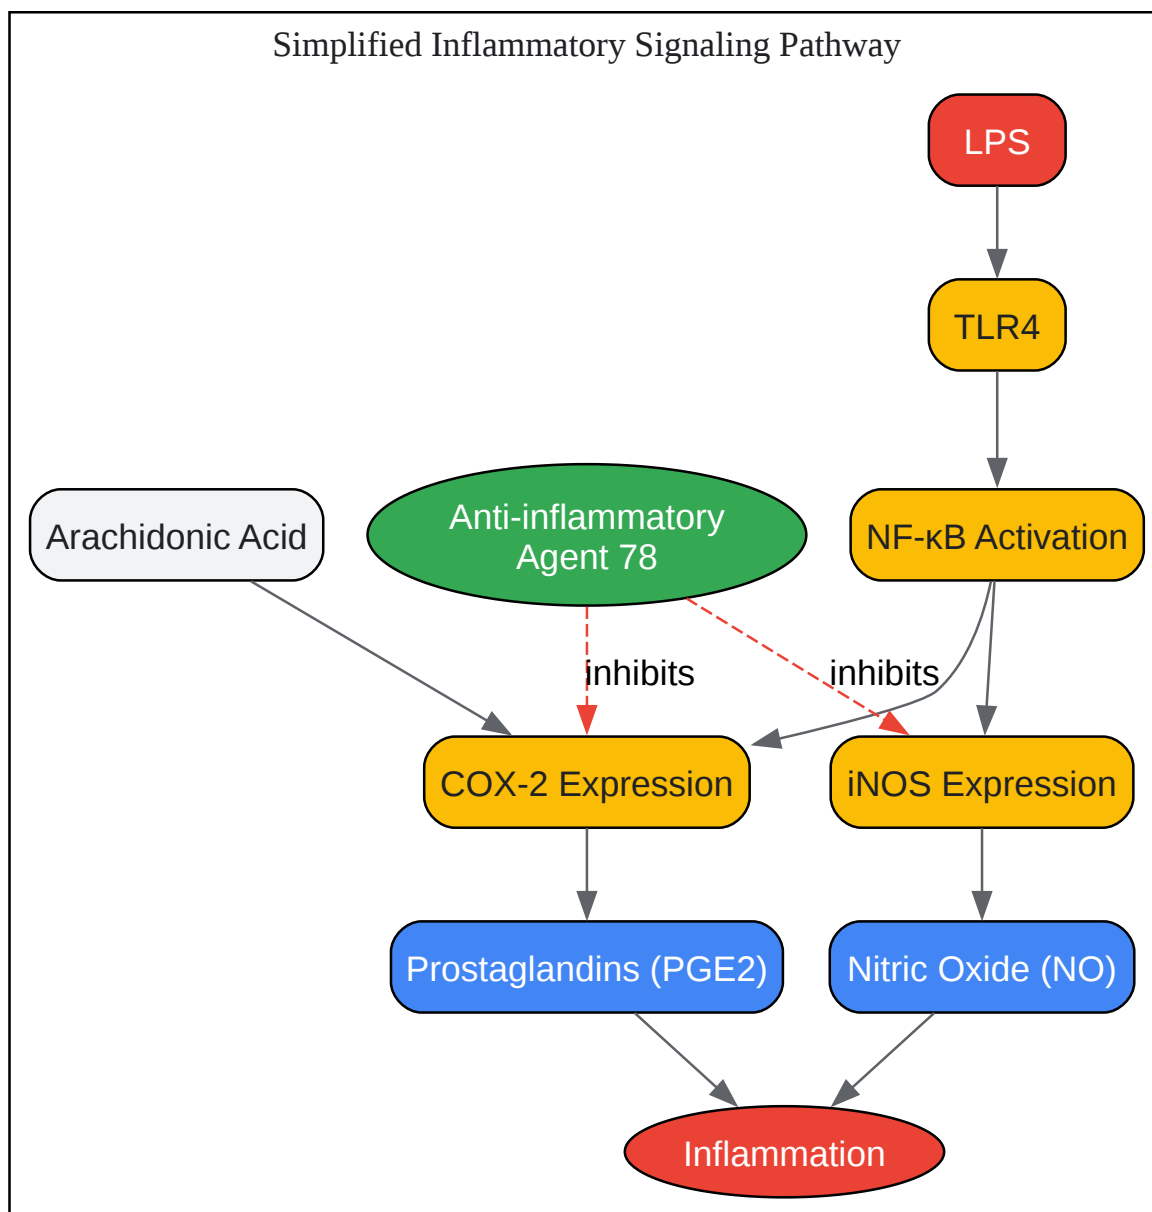 Simplified Inflammatory Signaling Pathway
LPS
TLR4
Arachidonic Acid
Anti-inflammatory
Agent 78
NF-κB Activation
inhibits
inhibits
COX-2 Expression
iNOS Expression
Prostaglandins (PGE2)
Nitric Oxide (NO)
Inflammation